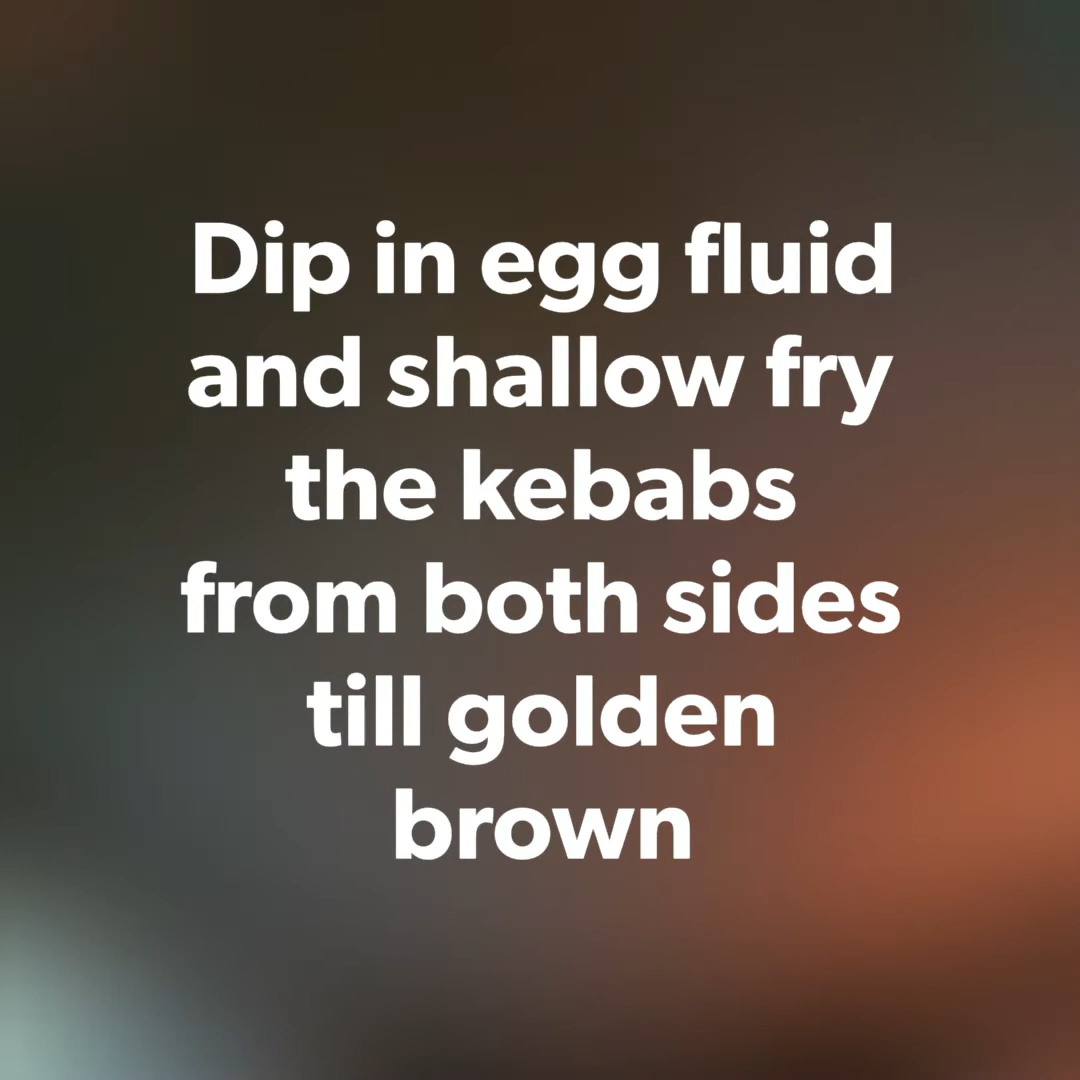 Dip in egg fluid
and shallow fry
the kebabs
from both sides
till golden
brown